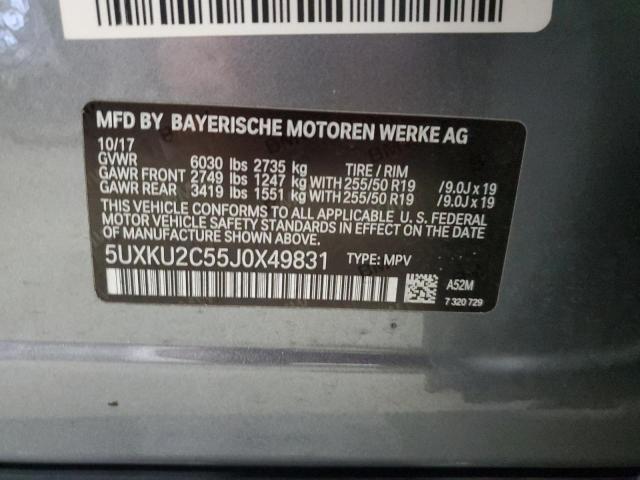 MFD BY BAYERISCHE MOTOREN WERKE AG
10/17
GVWR 6030 lbs 2735 kg TIRE / RIM
GAWR FRONT 2749 lbs 1247 kg WITH 255/50 R19 /9.0J x 19
GAWR REAR 3419 lbs 1551 kg WITH 255/50 R19 /9.0J x 19
THIS VEHICLE CONFORMS TO ALL APPLICABLE U.S. FEDERAL
MOTOR VEHICLE SAFETY STANDARDS IN EFFECT ON THE DATE
OF MANUFACTURE SHOWN ABOVE.
5UXKU2C55J0X49831 TYPE: MPV
A52M
7 320 729